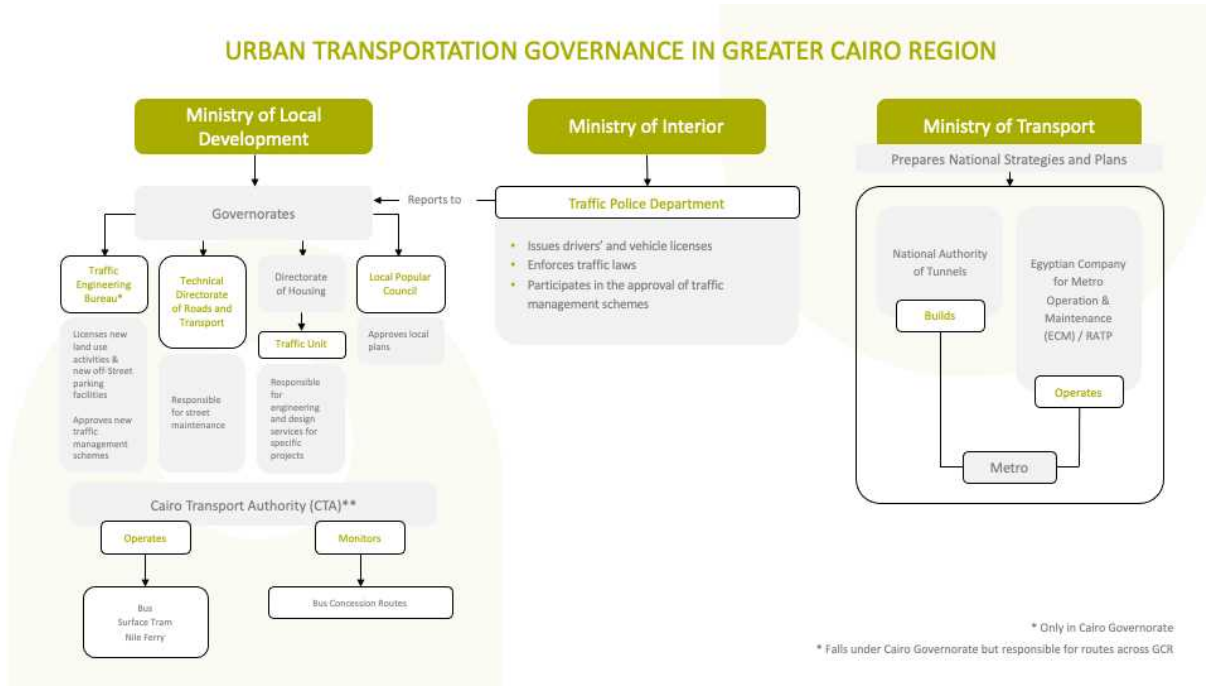 URBAN TRANSPORTATION GOVERNANCE IN GREATER CAIRO REGION
Ministry of Local
Development
Governorates
Traffic
Engineering
Bureau*
Licenses new
land use
activities &
new off-Street
parking
facilities
Approves new
traffic
management
schemes
Technical
Directorate
of Roads and
Transport
Responsible
for street
maintenance
Directorate
of Housing
Traffic Unit
Responsible
for
engineering
and design
services for
specific
projects
Local Popular
Council
Approves local
plans
Cairo Transport Authority (CTA)**
Operates
Bus
Surface Tram
Nile Ferry
Monitors
Bus Concession Routes
Ministry of Interior
Reports to
Traffic Police Department
• Issues drivers' and vehicle licenses
• Enforces traffic laws
• Participates in the approval of traffic
management schemes
Ministry of Transport
Prepares National Strategies and Plans
National Authority
of Tunnels
Builds
Egyptian Company
for Metro
Operation &
Maintenance
(ECM) / RATP
Operates
Metro
* Only in Cairo Governorate
* Falls under Cairo Governorate but responsible for routes across GCR